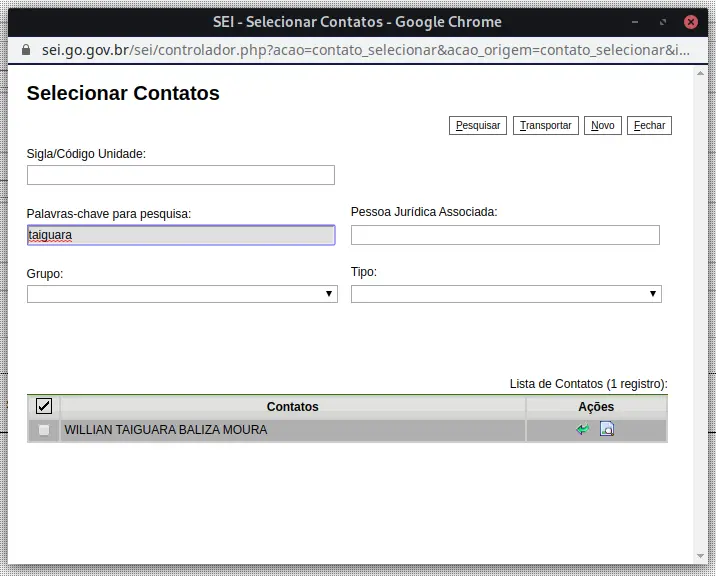 SEI - Selecionar Contatos - Google Chrome
sei.go.gov.br/sei/controlador.php?acao=contato_selecionar&acao_origem=contato_selecionar&i...
Selecionar Contatos
Pesquisar Transportar Novo Fechar
Sigla/Código Unidade:
Palavras-chave para pesquisa: Pessoa Jurídica Associada:
taiguara
Grupo: Tipo:
Lista de Contatos (1 registro):
Contatos Ações
WILLIAN TAIGUARA BALIZA MOURA